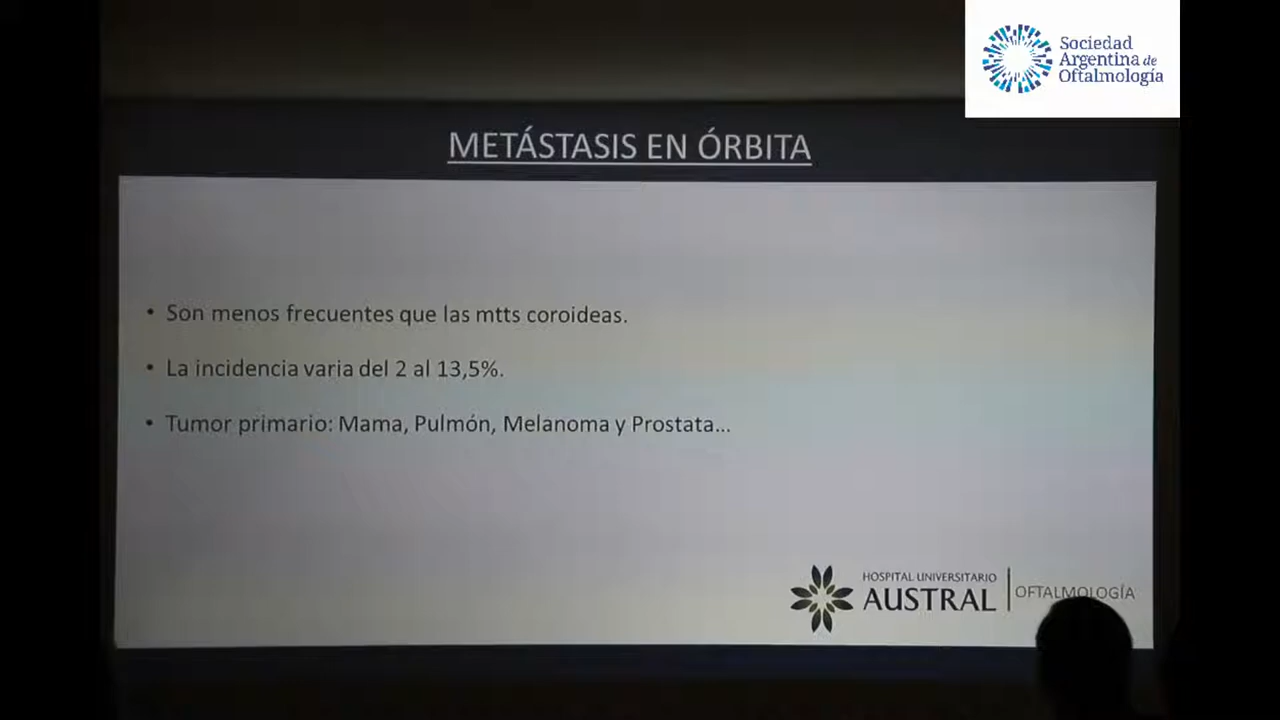 Sociedad
Argentina de
Oftalmología
METÁSTASIS EN ÓRBITA
• Son menos frecuentes que las mtts coroideas.
• La incidencia varia del 2 al 13,5%.
• Tumor primario: Mama, Pulmón, Melanoma y Prostata...
HOSPITAL UNIVERSITARIO
AUSTRAL
OFTALMOLOGÍA